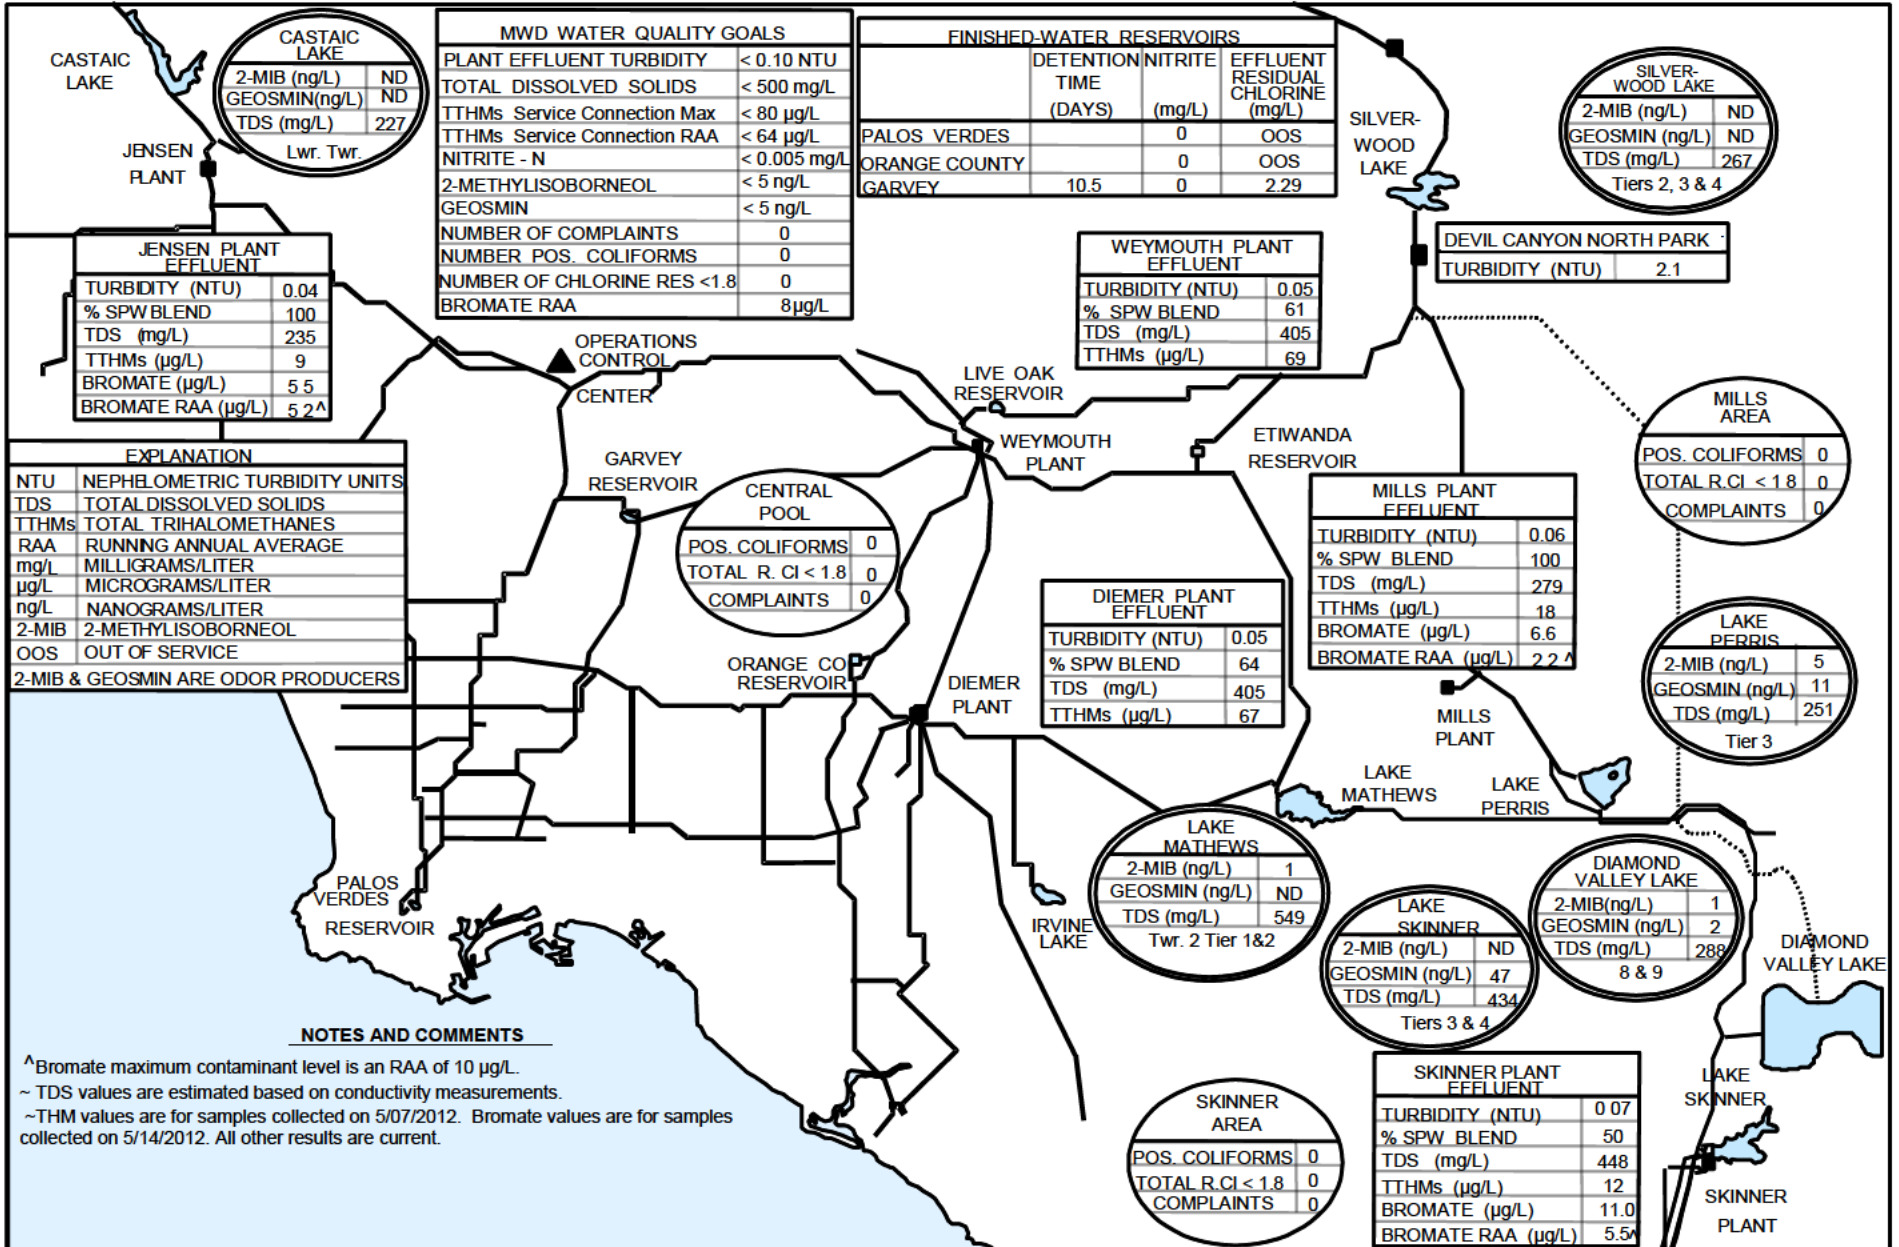 CASTAIC
LAKE
CASTAIC
LAKE
2-MIB (ng/L) ND
GEOSMIN(ng/L) ND
TDS (mg/L) 227
Lwr. Twr.
JENSEN
PLANT
MWD WATER QUALITY GOALS
PLANT EFFLUENT TURBIDITY < 0.10 NTU
TOTAL DISSOLVED SOLIDS < 500 mg/L
TTHMs Service Connection Max < 80 µg/L
TTHMs Service Connection RAA < 64 µg/L
NITRITE - N < 0.005 mg/L
2-METHYLISOBORNEOL < 5 ng/L
GEOSMIN < 5 ng/L
NUMBER OF COMPLAINTS 0
NUMBER POS. COLIFORMS 0
NUMBER OF CHLORINE RES <1.8 0
BROMATE RAA 8µg/L
FINISHED-WATER RESERVOIRS
DETENTION NITRITE EFFLUENT
TIME RESIDUAL
CHLORINE
(DAYS) (mg/L) (mg/L)
PALOS VERDES 0 OOS
ORANGE COUNTY 0 OOS
GARVEY 10.5 0 2.29
SILVER-
WOOD
LAKE
SILVER-
WOOD LAKE
2-MIB (ng/L) ND
GEOSMIN (ng/L) ND
TDS (mg/L) 267
Tiers 2, 3 & 4
DEVIL CANYON NORTH PARK
TURBIDITY (NTU) 2.1
JENSEN PLANT
EFFLUENT
TURBIDITY (NTU) 0.04
% SPW BLEND 100
TDS (mg/L) 235
TTHMs (µg/L) 9
BROMATE (µg/L) 5 5
BROMATE RAA (µg/L) 5 2^
WEYMOUTH PLANT
EFFLUENT
TURBIDITY (NTU) 0.05
% SPW BLEND 61
TDS (mg/L) 405
TTHMs (µg/L) 69
OPERATIONS
CONTROL
CENTER
LIVE OAK
RESERVOIR
WEYMOUTH
PLANT
ETIWANDA
RESERVOIR
GARVEY
RESERVOIR
MILLS
AREA
POS. COLIFORMS 0
TOTAL R.Cl < 1 8 0
COMPLAINTS 0
EXPLANATION
NTU NEPHELOMETRIC TURBIDITY UNITS
TDS TOTAL DISSOLVED SOLIDS
TTHMs TOTAL TRIHALOMETHANES
RAA RUNNING ANNUAL AVERAGE
mg/L MILLIGRAMS/LITER
µg/L MICROGRAMS/LITER
ng/L NANOGRAMS/LITER
2-MIB 2-METHYLISOBORNEOL
OOS OUT OF SERVICE
2-MIB & GEOSMIN ARE ODOR PRODUCERS
CENTRAL
POOL
POS. COLIFORMS 0
TOTAL R. Cl < 1.8 0
COMPLAINTS 0
MILLS PLANT
EFFLUENT
TURBIDITY (NTU) 0.06
% SPW BLEND 100
TDS (mg/L) 279
TTHMs (µg/L) 18
BROMATE (µg/L) 6.6
BROMATE RAA (µg/L) 2 2 ^
DIEMER PLANT
EFFLUENT
TURBIDITY (NTU) 0.05
% SPW BLEND 64
TDS (mg/L) 405
TTHMs (µg/L) 67
ORANGE CO
RESERVOIR
DIEMER
PLANT
LAKE
PERRIS
2-MIB (ng/L) 5
GEOSMIN (ng/L) 11
TDS (mg/L) 251
Tier 3
MILLS
PLANT
LAKE
MATHEWS
LAKE
PERRIS
LAKE
MATHEWS
2-MIB (ng/L) 1
GEOSMIN (ng/L) ND
TDS (mg/L) 549
Twr. 2 Tier 1&2
DIAMOND
VALLEY LAKE
2-MIB(ng/L) 1
GEOSMIN (ng/L) 2
TDS (mg/L) 288
8 & 9
LAKE
SKINNER
2-MIB (ng/L) ND
GEOSMIN (ng/L) 47
TDS (mg/L) 434
Tiers 3 & 4
DIAMOND
VALLEY LAKE
PALOS
VERDES
RESERVOIR
IRVINE
LAKE
NOTES AND COMMENTS
^Bromate maximum contaminant level is an RAA of 10 µg/L.
~ TDS values are estimated based on conductivity measurements.
~THM values are for samples collected on 5/07/2012. Bromate values are for samples
collected on 5/14/2012. All other results are current.
SKINNER
AREA
POS. COLIFORMS 0
TOTAL R.Cl < 1.8 0
COMPLAINTS 0
SKINNER PLANT
EFFLUENT
TURBIDITY (NTU) 0 07
% SPW BLEND 50
TDS (mg/L) 448
TTHMs (µg/L) 12
BROMATE (µg/L) 11.0
BROMATE RAA (µg/L) 5.5^
LAKE
SKINNER
SKINNER
PLANT